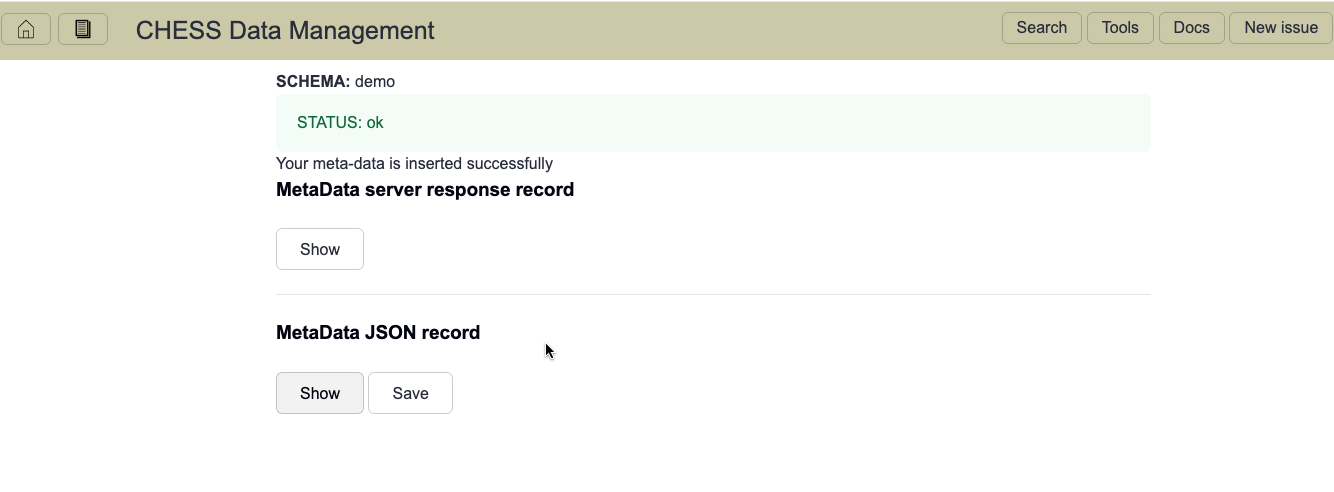 CHESS Data Management
Search
Tools
Docs
New issue
SCHEMA: demo
STATUS: ok
Your meta-data is inserted successfully
MetaData server response record
Show
MetaData JSON record
Show
Save